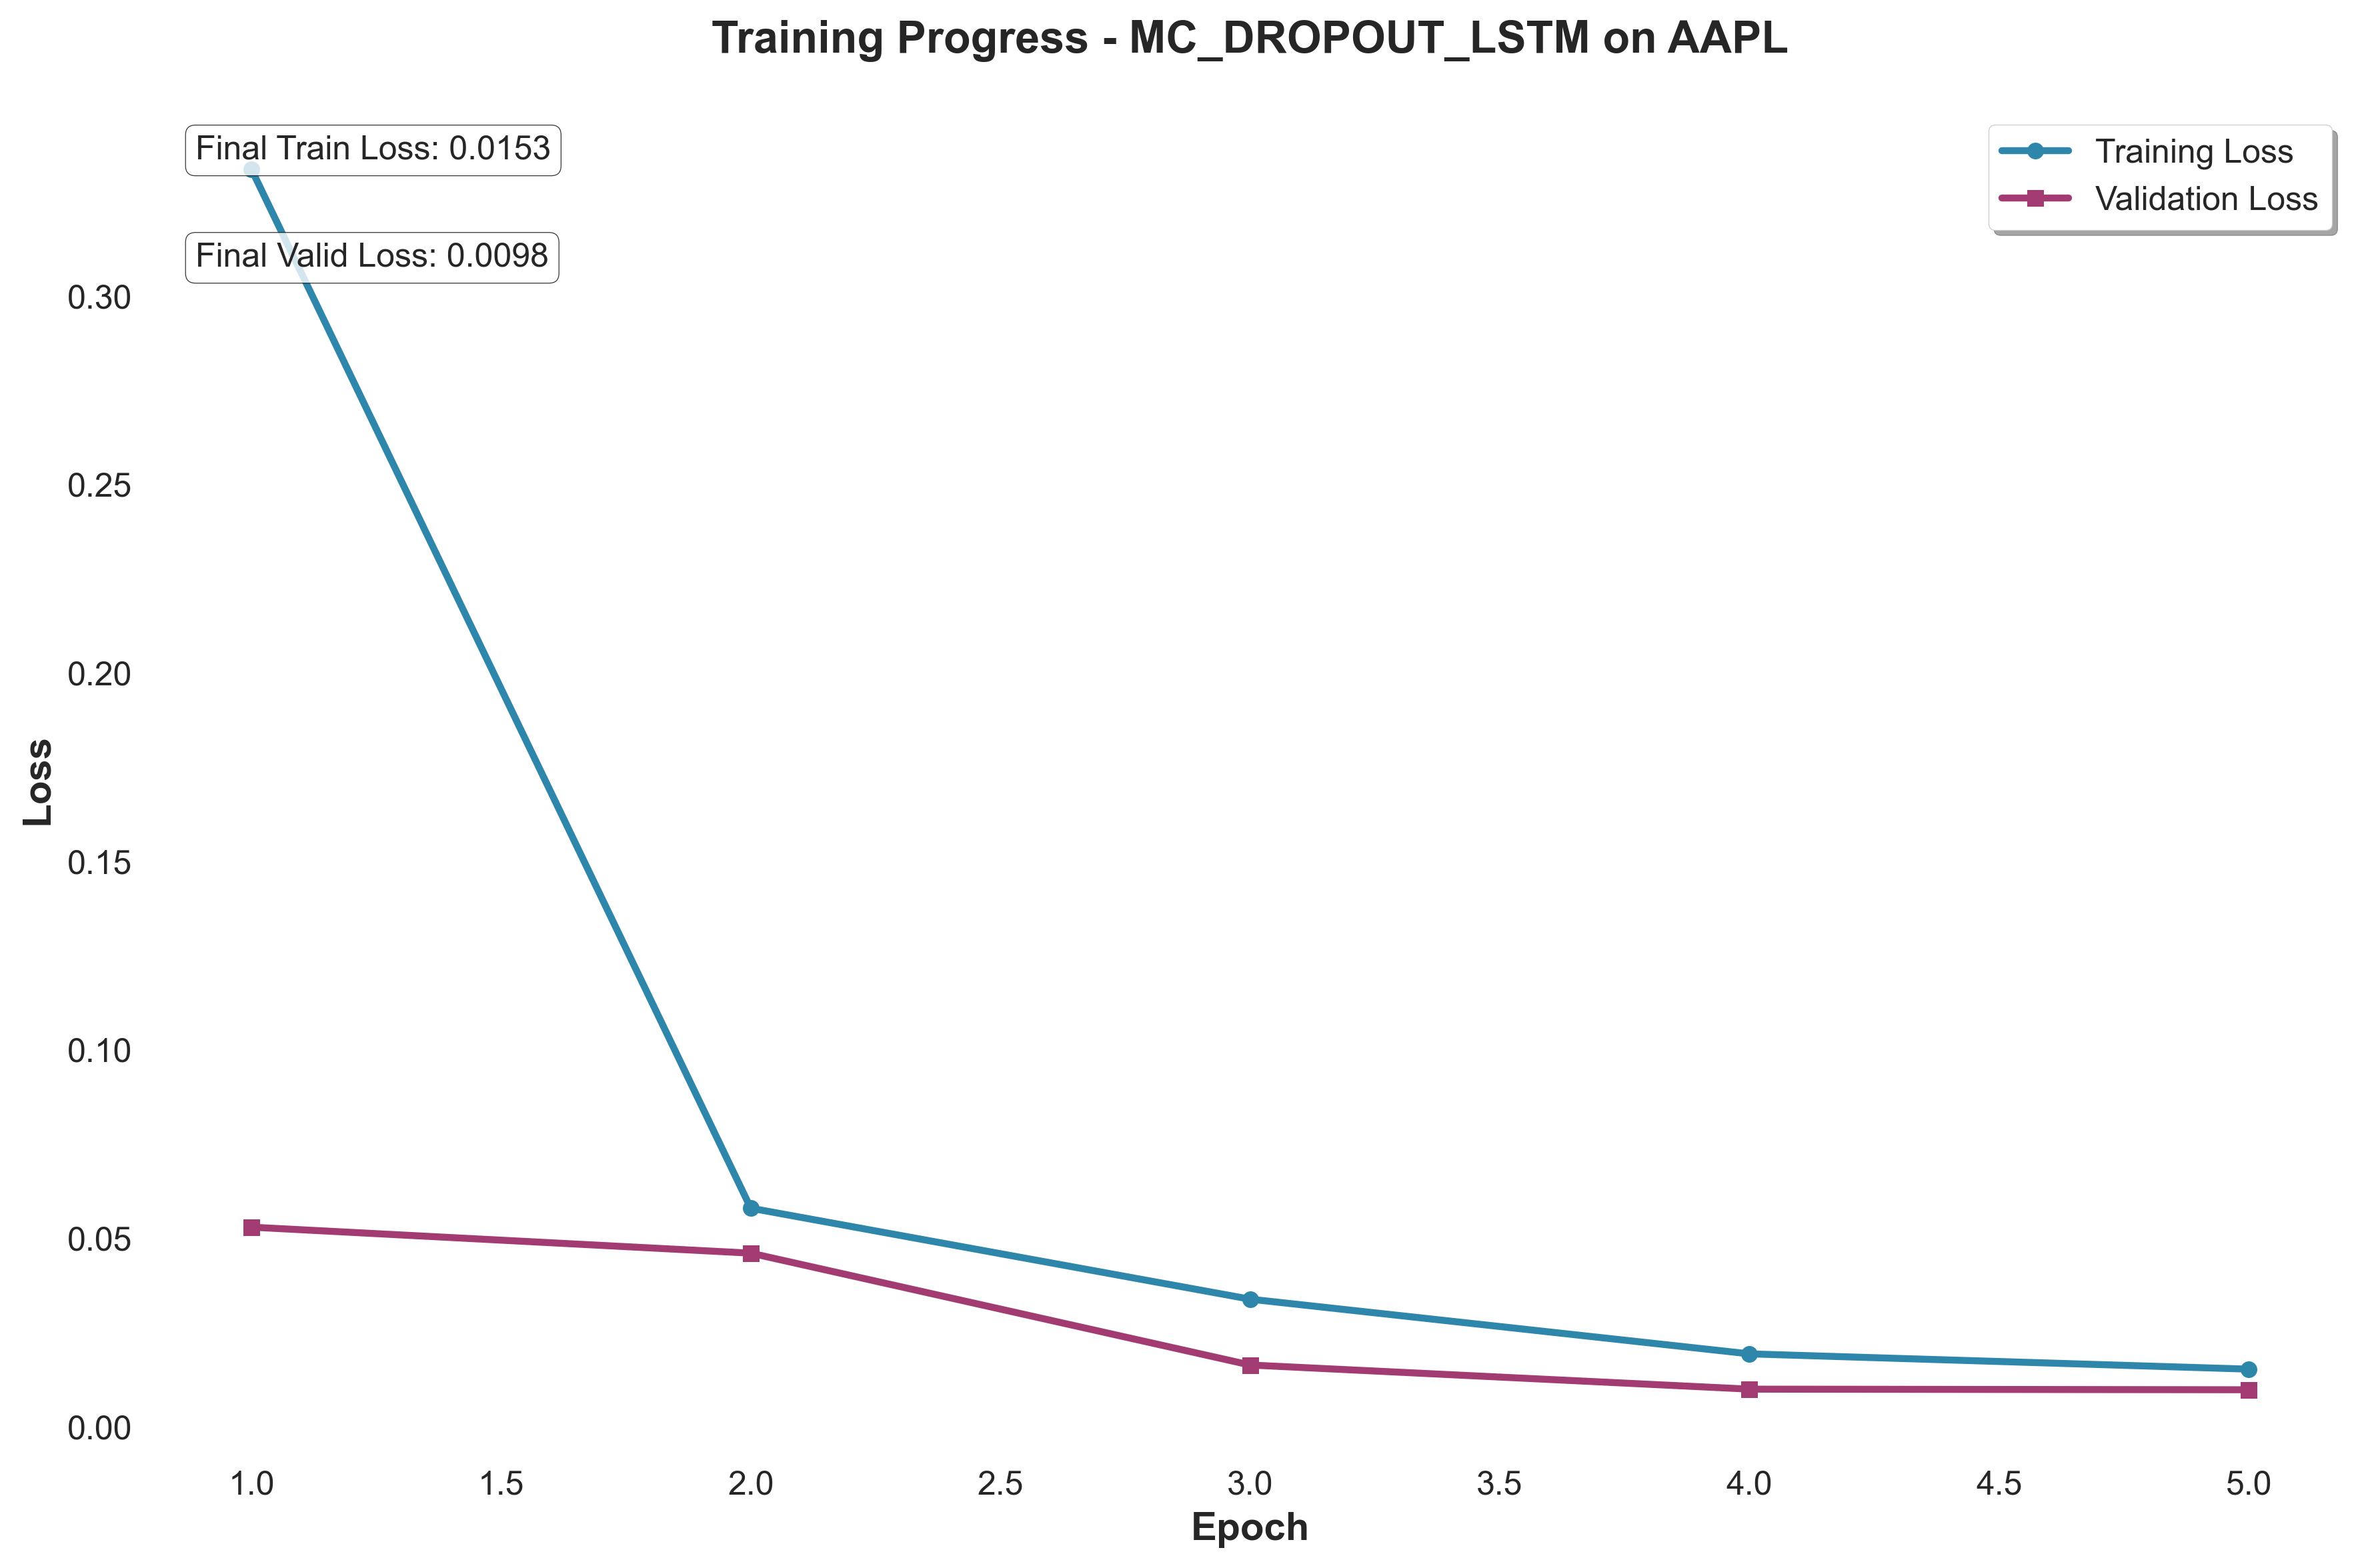 Training Progress - MC_DROPOUT_LSTM on AAPL
Final Train Loss: 0.0153
Final Valid Loss: 0.0098
Training Loss
Validation Loss
0.30
0.25
0.20
0.15
0.10
0.05
0.00
Loss
1.0 1.5 2.0 2.5 3.0 3.5 4.0 4.5 5.0
Epoch